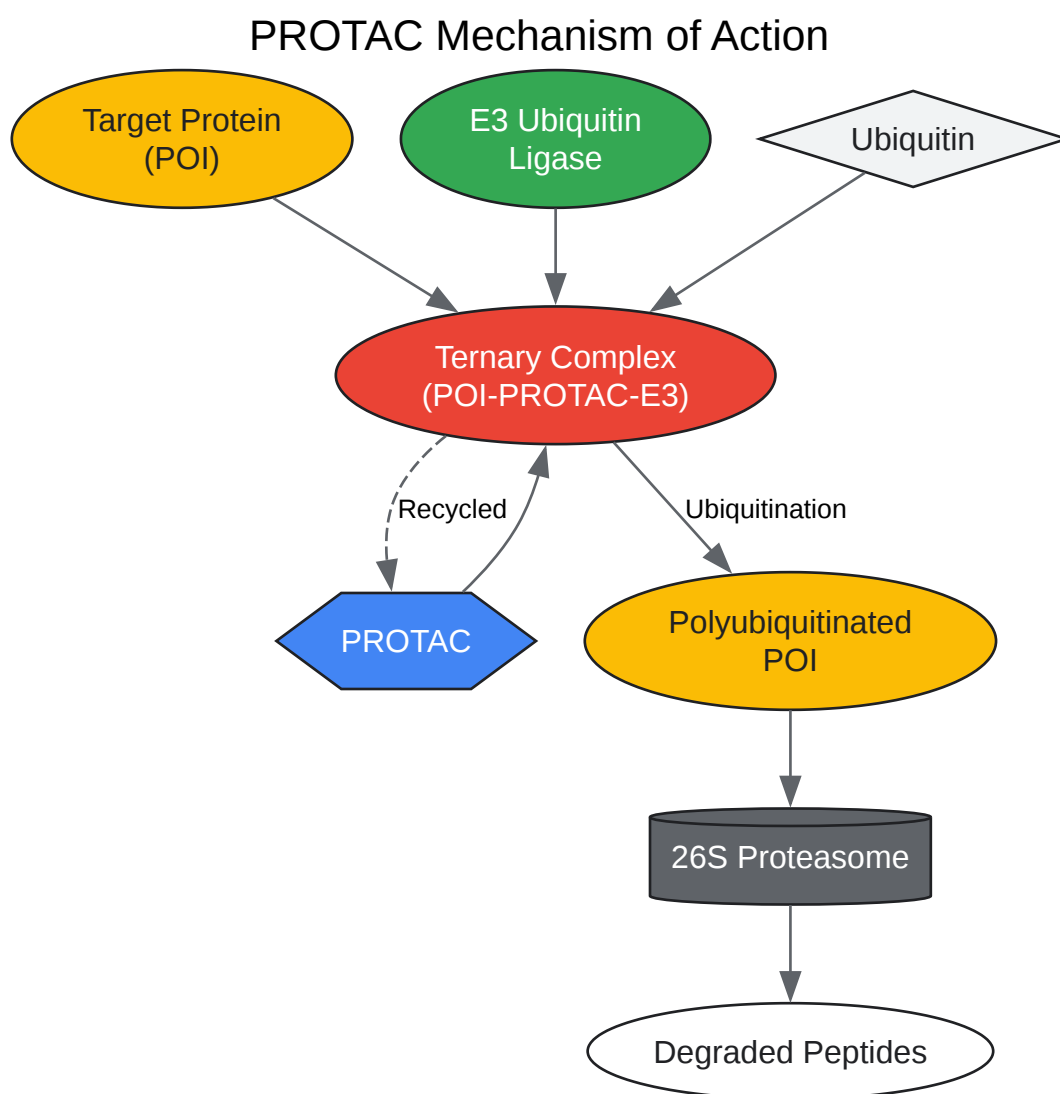 PROTAC Mechanism of Action
Target Protein
(POI)
E3 Ubiquitin
Ligase
Ubiquitin
Ternary Complex
(POI-PROTAC-E3)
Recycled
Ubiquitination
PROTAC
Polyubiquitinated
POI
26S Proteasome
Degraded Peptides